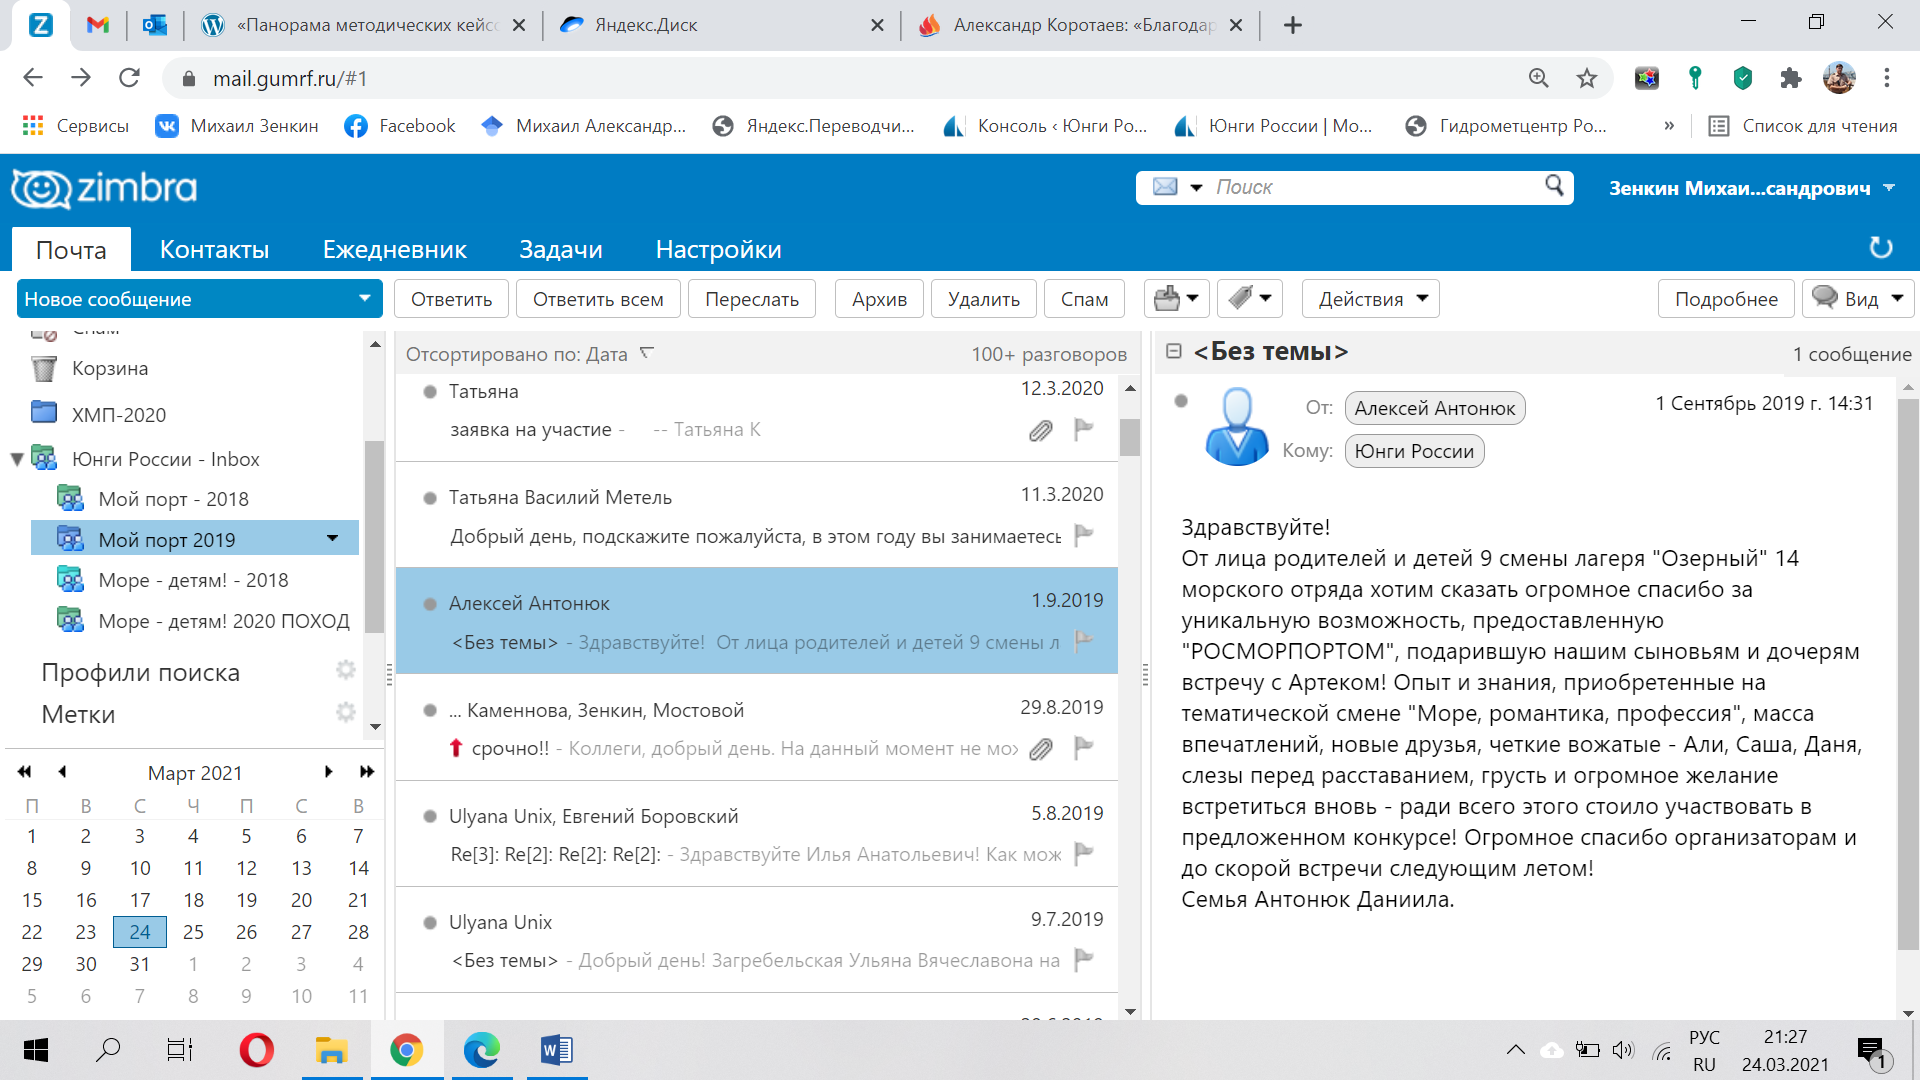 «Панорама методических кейсс
Яндекс.Диск
Александр Коротаев: «Благодар
mail.gumrf.ru/#1
Сервисы
Михаил Зенкин
Facebook
Михаил Александр...
Яндекс.Переводчи...
Консоль ‹ Юнги Ро...
Юнги России | Мо...
Гидрометцентр Ро...
»
Список для чтения
zimbra
Поиск
Зенкин Михаи...сандрович
Почта
Контакты
Ежедневник
Задачи
Настройки
Новое сообщение
Ответить
Ответить всем
Переслать
Архив
Удалить
Спам
Действия
Подробнее
Вид
Спам
Корзина
ХМП-2020
Юнги России - Inbox
Мой порт - 2018
Мой порт 2019
Море - детям! - 2018
Море - детям! 2020 ПОХОД
Профили поиска
Метки
Март 2021
П В С Ч П С В
1 2 3 4 5 6 7
8 9 10 11 12 13 14
15 16 17 18 19 20 21
22 23 24 25 26 27 28
29 30 31 1 2 3 4
5 6 7 8 9 10 11
Отсортировано по: Дата
100+ разговоров
Татьяна 12.3.2020
заявка на участие - -- Татьяна К
Татьяна Василий Метель 11.3.2020
Добрый день, подскажите пожалуйста, в этом году вы занимаетесь
Алексей Антонюк 1.9.2019
<Без темы> - Здравствуйте! От лица родителей и детей 9 смены л
... Каменнова, Зенкин, Мостовой 29.8.2019
срочно!! - Коллеги, добрый день. На данный момент не мож
Ulyana Unix, Евгений Боровский 5.8.2019
Re[3]: Re[2]: Re[2]: Re[2]: - Здравствуйте Илья Анатольевич! Как мож
Ulyana Unix 9.7.2019
<Без темы> - Добрый день! Загребельская Ульяна Вячеславона на
<Без темы>
1 сообщение
От: Алексей Антонюк
1 Сентябрь 2019 г. 14:31
Кому: Юнги России
Здравствуйте!
От лица родителей и детей 9 смены лагеря "Озерный" 14
морского отряда хотим сказать огромное спасибо за
уникальную возможность, предоставленную
"РОСМОРПОРТОМ", подарившую нашим сыновьям и дочерям
встречу с Артеком! Опыт и знания, приобретенные на
тематической смене "Море, романтика, профессия", масса
впечатлений, новые друзья, четкие вожатые - Али, Саша, Даня,
слезы перед расставанием, грусть и огромное желание
встретиться вновь - ради всего этого стоило участвовать в
предложенном конкурсе! Огромное спасибо организаторам и
до скорой встречи следующим летом!
Семья Антонюк Даниила.
РУС
RU
21:27
24.03.2021
1